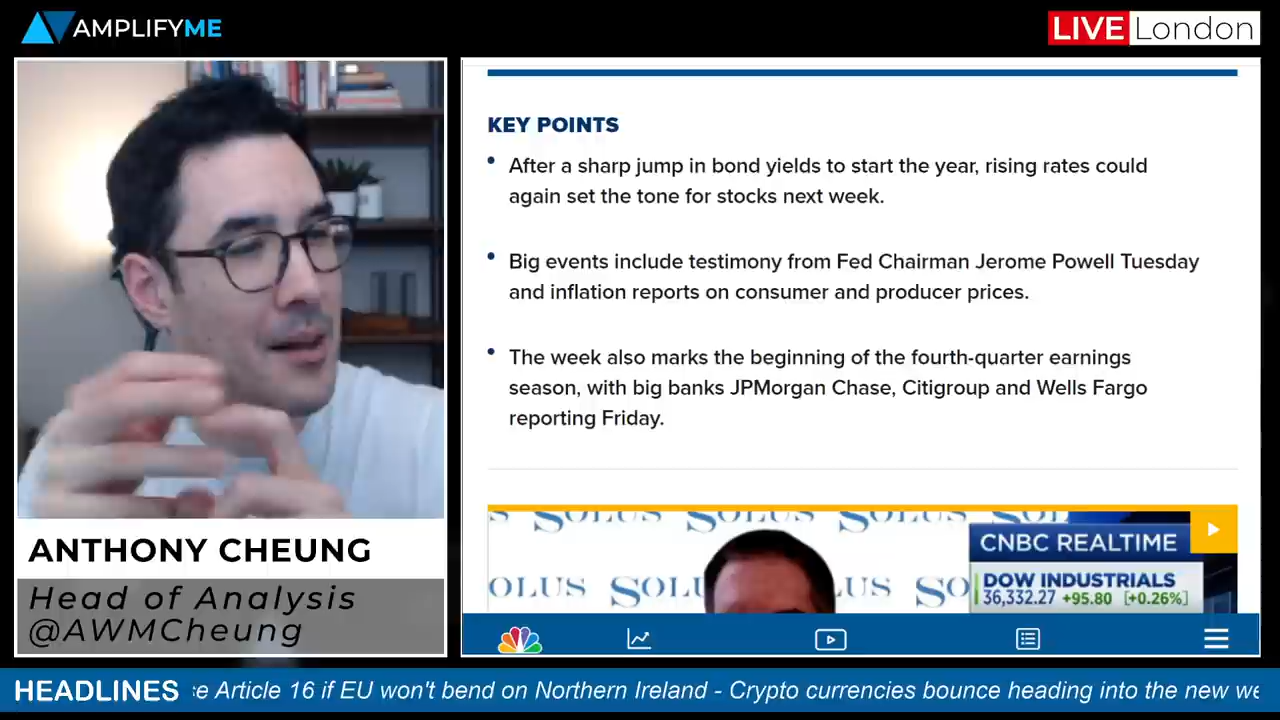 AMPLIFYME
LIVE London
KEY POINTS
• After a sharp jump in bond yields to start the year, rising rates could
again set the tone for stocks next week.
• Big events include testimony from Fed Chairman Jerome Powell Tuesday
and inflation reports on consumer and producer prices.
• The week also marks the beginning of the fourth-quarter earnings
season, with big banks JPMorgan Chase, Citigroup and Wells Fargo
reporting Friday.
SOLUS SOLUS
CNBC REALTIME
SOLUS
DOW INDUSTRIALS
36,332.27 +95.80 [+0.26%]
ANTHONY CHEUNG
Head of Analysis
@AWMCheung
HEADLINES Article 16 if EU won't bend on Northern Ireland - Crypto currencies bounce heading into the new